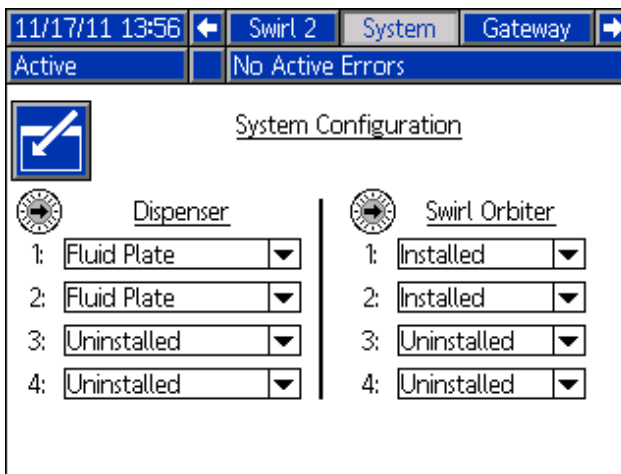 11/17/11 13:56 Swirl 2 System Gateway
Active No Active Errors
System Configuration
Dispenser Swirl Orbiter
1: Fluid Plate 1: Installed
2: Fluid Plate 2: Installed
3: Uninstalled 3: Uninstalled
4: Uninstalled 4: Uninstalled